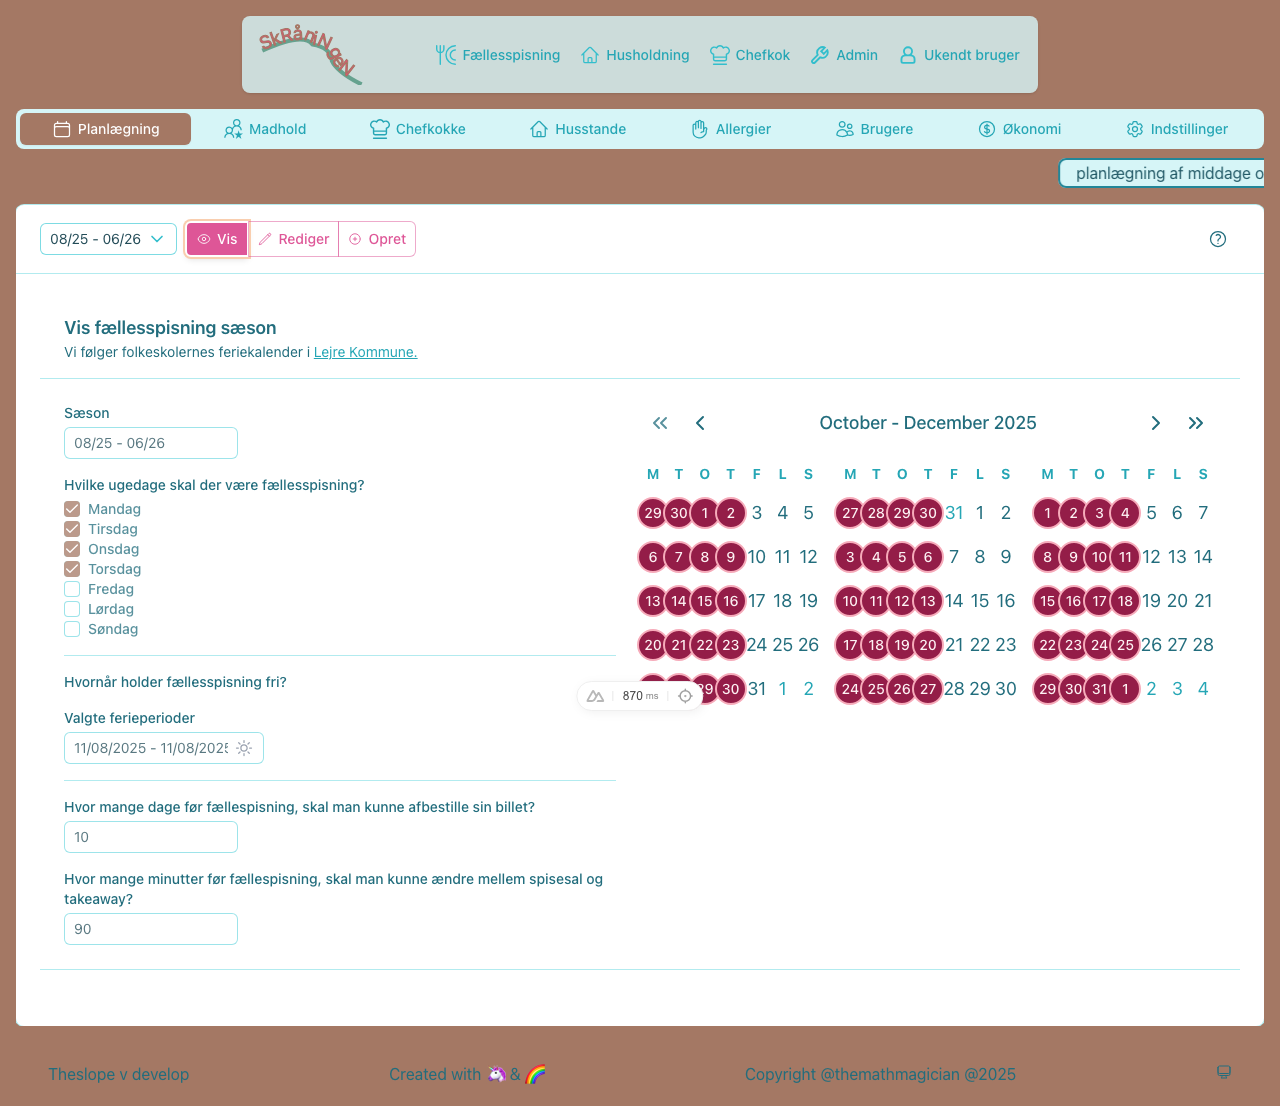 SkRåniNgeN
Fællesspisning Husholdning Chefkok Admin Ukendt bruger
Planlægning Madhold Chefkokke Husstande Allergier Brugere Økonomi Indstillinger
planlægning af middage o
08/25 - 06/26 Vis Rediger Opret
Vis fællesspisning sæson
Vi følger folkeskolernes feriekalender i Lejre Kommune.
Sæson
08/25 - 06/26
Hvilke ugedage skal der være fællesspisning?
Mandag
Tirsdag
Onsdag
Torsdag
Fredag
Lørdag
Søndag
Hvornår holder fællesspisning fri?
Valgte ferieperioder
11/08/2025 - 11/08/2025
Hvor mange dage før fællespisning, skal man kunne afbestille sin billet?
10
Hvor mange minutter før fællespisning, skal man kunne ændre mellem spisesal og
takeaway?
90
October - December 2025
M T O T F L S M T O T F L S M T O T F L S
29 30 1 2 3 4 5 27 28 29 30 31 1 2 1 2 3 4 5 6 7
6 7 8 9 10 11 12 3 4 5 6 7 8 9 8 9 10 11 12 13 14
13 14 15 16 17 18 19 10 11 12 13 14 15 16 15 16 17 18 19 20 21
20 21 22 23 24 25 26 17 18 19 20 21 22 23 22 23 24 25 26 27 28
29 30 31 1 2 24 25 26 27 28 29 30 29 30 31 1 2 3 4
870 ms
Theslope v develop Created with 🦄 & 🌈 Copyright @themathmagician @2025